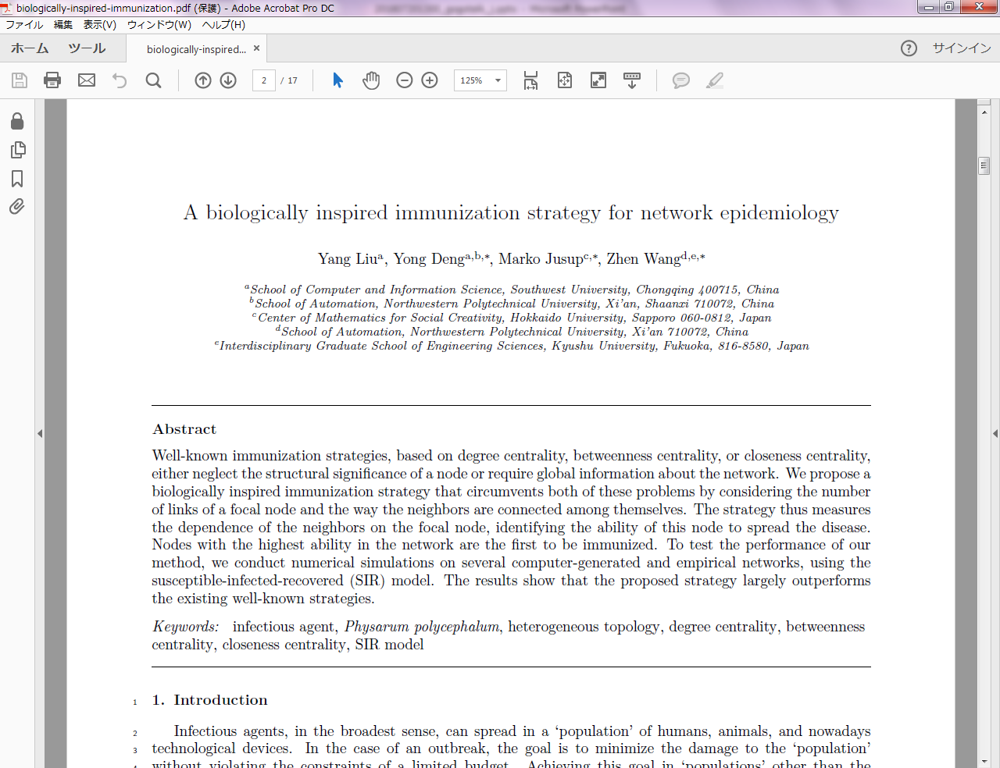 biologically-inspired-immunization.pdf (保護) - Adobe Acrobat Pro DC
ファイル 編集 表示(V) ウィンドウ(W) ヘルプ(H)
ホーム ツール biologically-inspired... × ? サインイン
2 / 17 125%
A biologically inspired immunization strategy for network epidemiology
Yang Liuᵃ, Yong Dengᵃ,ᵇ,*, Marko Jusupᶜ,*, Zhen Wangᵈ,ᵉ,*
ᵃSchool of Computer and Information Science, Southwest University, Chongqing 400715, China
ᵇSchool of Automation, Northwestern Polytechnical University, Xi'an, Shaanxi 710072, China
ᶜCenter of Mathematics for Social Creativity, Hokkaido University, Sapporo 060-0812, Japan
ᵈSchool of Automation, Northwestern Polytechnical University, Xi'an 710072, China
ᵉInterdisciplinary Graduate School of Engineering Sciences, Kyushu University, Fukuoka, 816-8580, Japan
Abstract
Well-known immunization strategies, based on degree centrality, betweenness centrality, or closeness centrality,
either neglect the structural significance of a node or require global information about the network. We propose a
biologically inspired immunization strategy that circumvents both of these problems by considering the number
of links of a focal node and the way the neighbors are connected among themselves. The strategy thus measures
the dependence of the neighbors on the focal node, identifying the ability of this node to spread the disease.
Nodes with the highest ability in the network are the first to be immunized. To test the performance of our
method, we conduct numerical simulations on several computer-generated and empirical networks, using the
susceptible-infected-recovered (SIR) model. The results show that the proposed strategy largely outperforms
the existing well-known strategies.
Keywords: infectious agent, Physarum polycephalum, heterogeneous topology, degree centrality, betweenness
centrality, closeness centrality, SIR model
1 1. Introduction
2 Infectious agents, in the broadest sense, can spread in a ‘population’ of humans, animals, and nowadays
3 technological devices. In the case of an outbreak, the goal is to minimize the damage to the ‘population’
4 without violating the constraints of a limited budget. Achieving this goal in ‘populations’ other than the